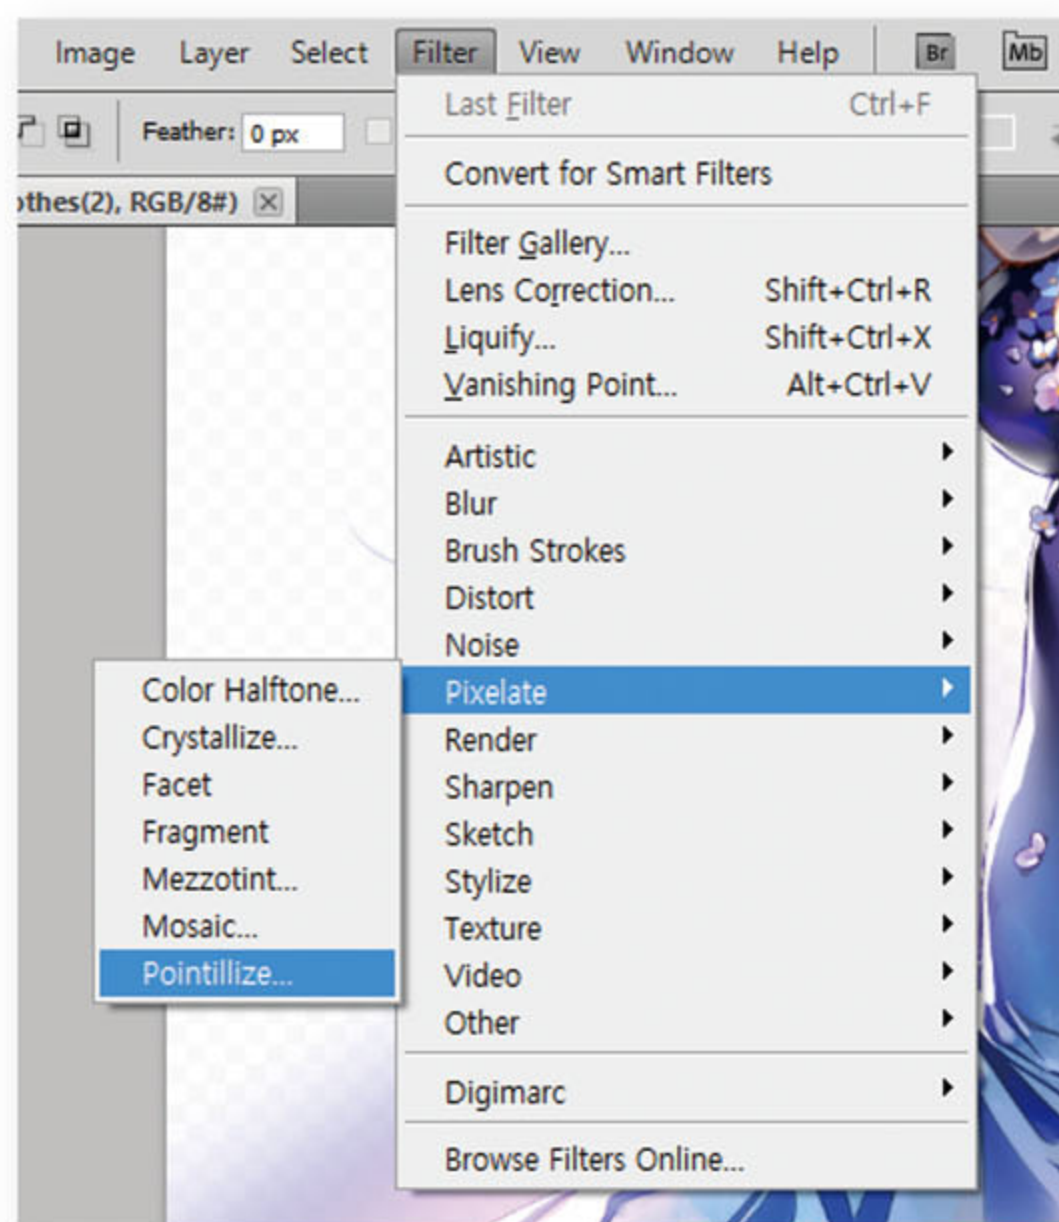 Image Layer Select Filter View Window Help Br Mb
Feather: 0 px
othes(2), RGB/8#)
Last Filter Ctrl+F
Convert for Smart Filters
Filter Gallery...
Lens Correction... Shift+Ctrl+R
Liquify... Shift+Ctrl+X
Vanishing Point... Alt+Ctrl+V
Artistic
Blur
Brush Strokes
Distort
Noise
Pixelate
Color Halftone...
Crystallize...
Facet
Fragment
Mezzotint...
Mosaic...
Pointillize...
Render
Sharpen
Sketch
Stylize
Texture
Video
Other
Digimarc
Browse Filters Online...